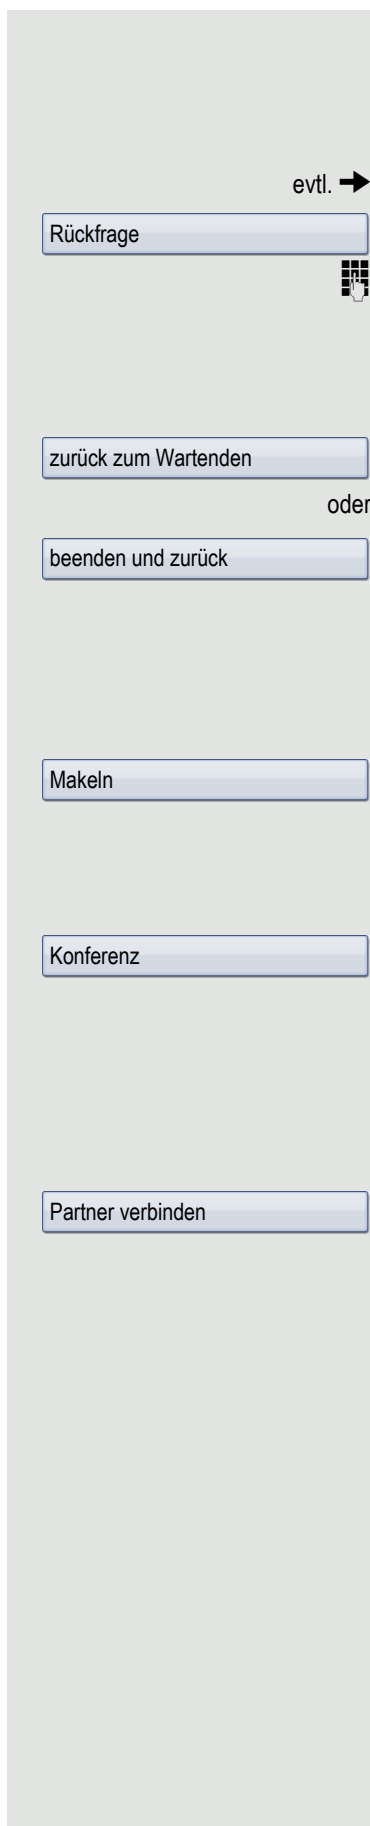 evtl. →
Rückfrage
zurück zum Wartenden
oder
beenden und zurück
Makeln
Konferenz
Partner verbinden